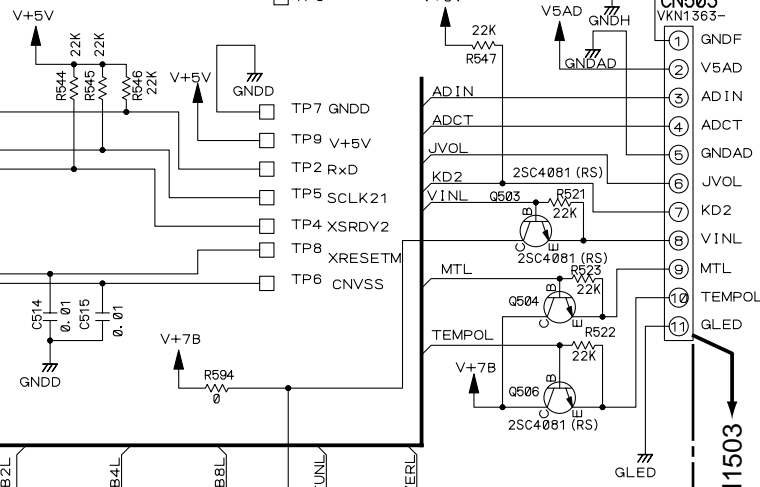 CN503
VKN1363-
V+5V
22K
22K
R544
R545
R546
22K
V+5V
GNDD
22K
R547
V5AD
GNDH
GNDAD
1 GNDF
2 V5AD
3 ADIN
4 ADCT
5 GNDAD
6 JVOL
7 KD2
8 VINL
9 MTL
10 TEMPOL
11 GLED
TP7 GNDD
TP9 V+5V
TP2 RxD
TP5 SCLK21
TP4 XSRDY2
TP8 XRESETM
TP6 CNVSS
ADIN
ADCT
JVOL
KD2
VINL
MTL
TEMPOL
2SC4081 (RS)
Q503
R521
22K
B
C
E
2SC4081 (RS)
R523
22K
Q504
B
C
E
R522
22K
V+7B
Q506
B
C
E
2SC4081 (RS)
C514
0.01
C515
0.01
GNDD
V+7B
R594
0
GLED
B2L
B4L
B8L